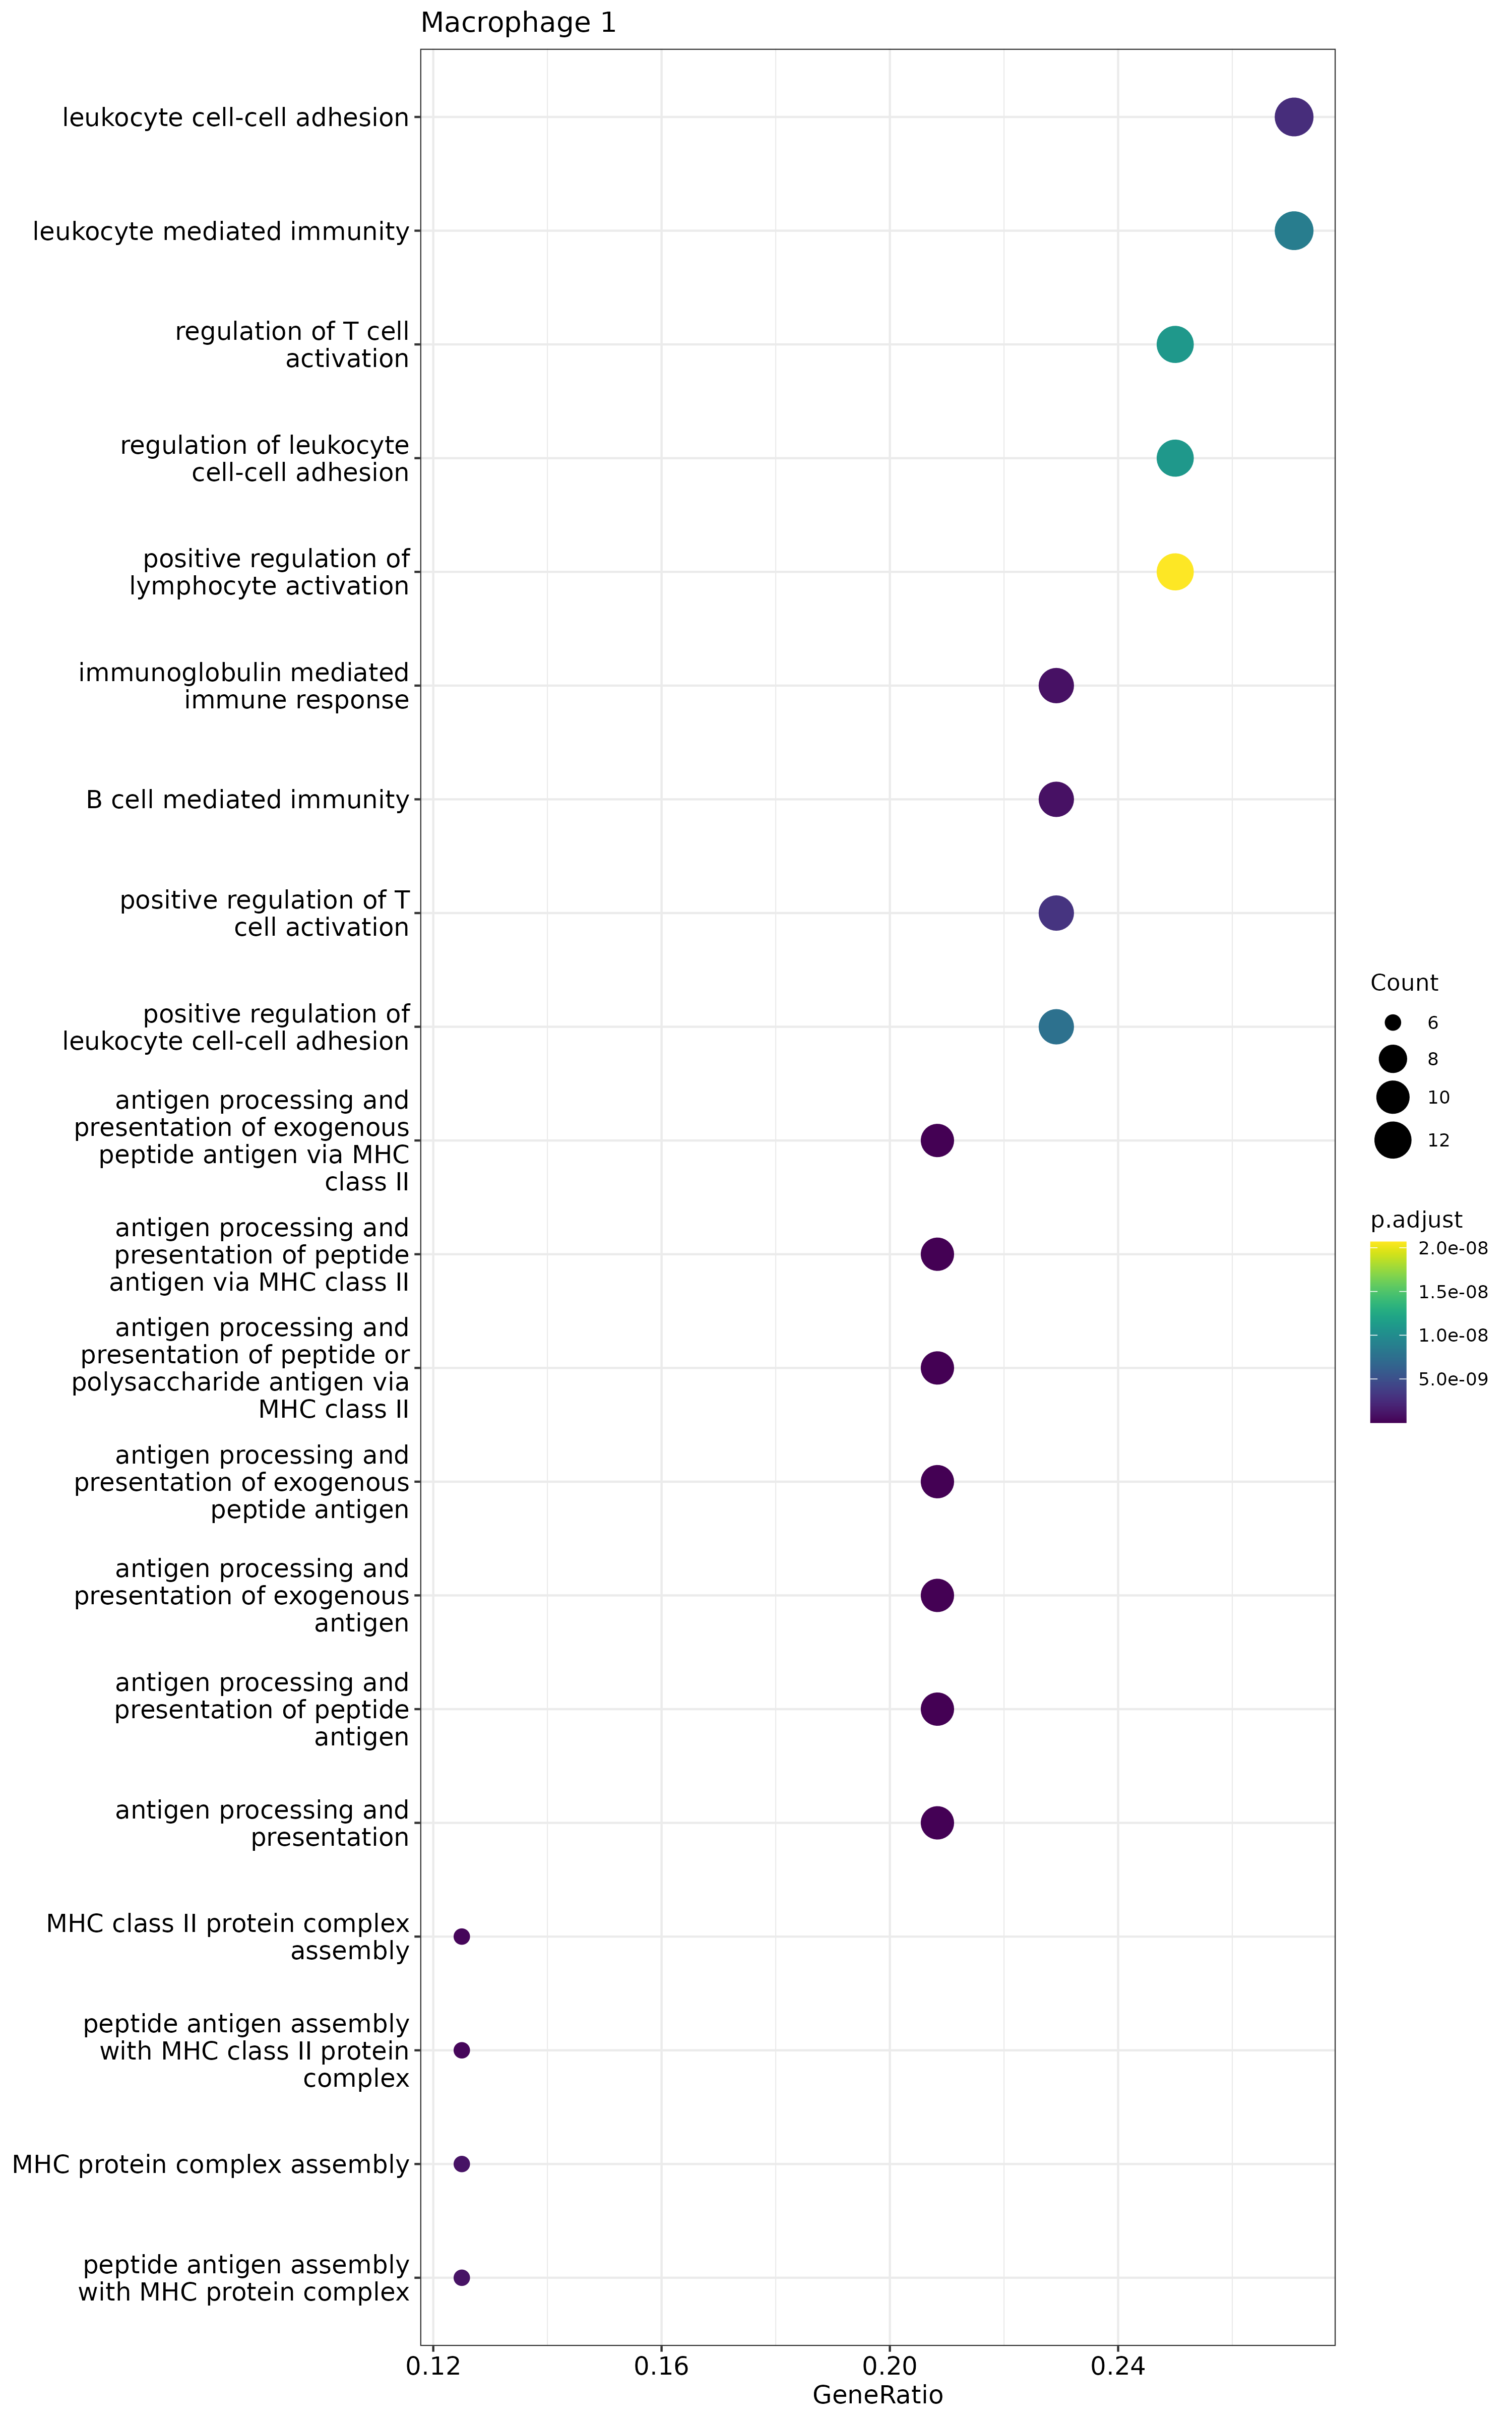 Macrophage 1
leukocyte cell-cell adhesion
leukocyte mediated immunity
regulation of T cell
activation
regulation of leukocyte
cell-cell adhesion
positive regulation of
lymphocyte activation
immunoglobulin mediated
immune response
B cell mediated immunity
positive regulation of T
cell activation
positive regulation of
leukocyte cell-cell adhesion
antigen processing and
presentation of exogenous
peptide antigen via MHC
class II
antigen processing and
presentation of peptide
antigen via MHC class II
antigen processing and
presentation of peptide or
polysaccharide antigen via
MHC class II
antigen processing and
presentation of exogenous
peptide antigen
antigen processing and
presentation of exogenous
antigen
antigen processing and
presentation of peptide
antigen
antigen processing and
presentation
MHC class II protein complex
assembly
peptide antigen assembly
with MHC class II protein
complex
MHC protein complex assembly
peptide antigen assembly
with MHC protein complex
0.12 0.16 0.20 0.24
GeneRatio
Count
6
8
10
12
p.adjust
2.0e-08
1.5e-08
1.0e-08
5.0e-09